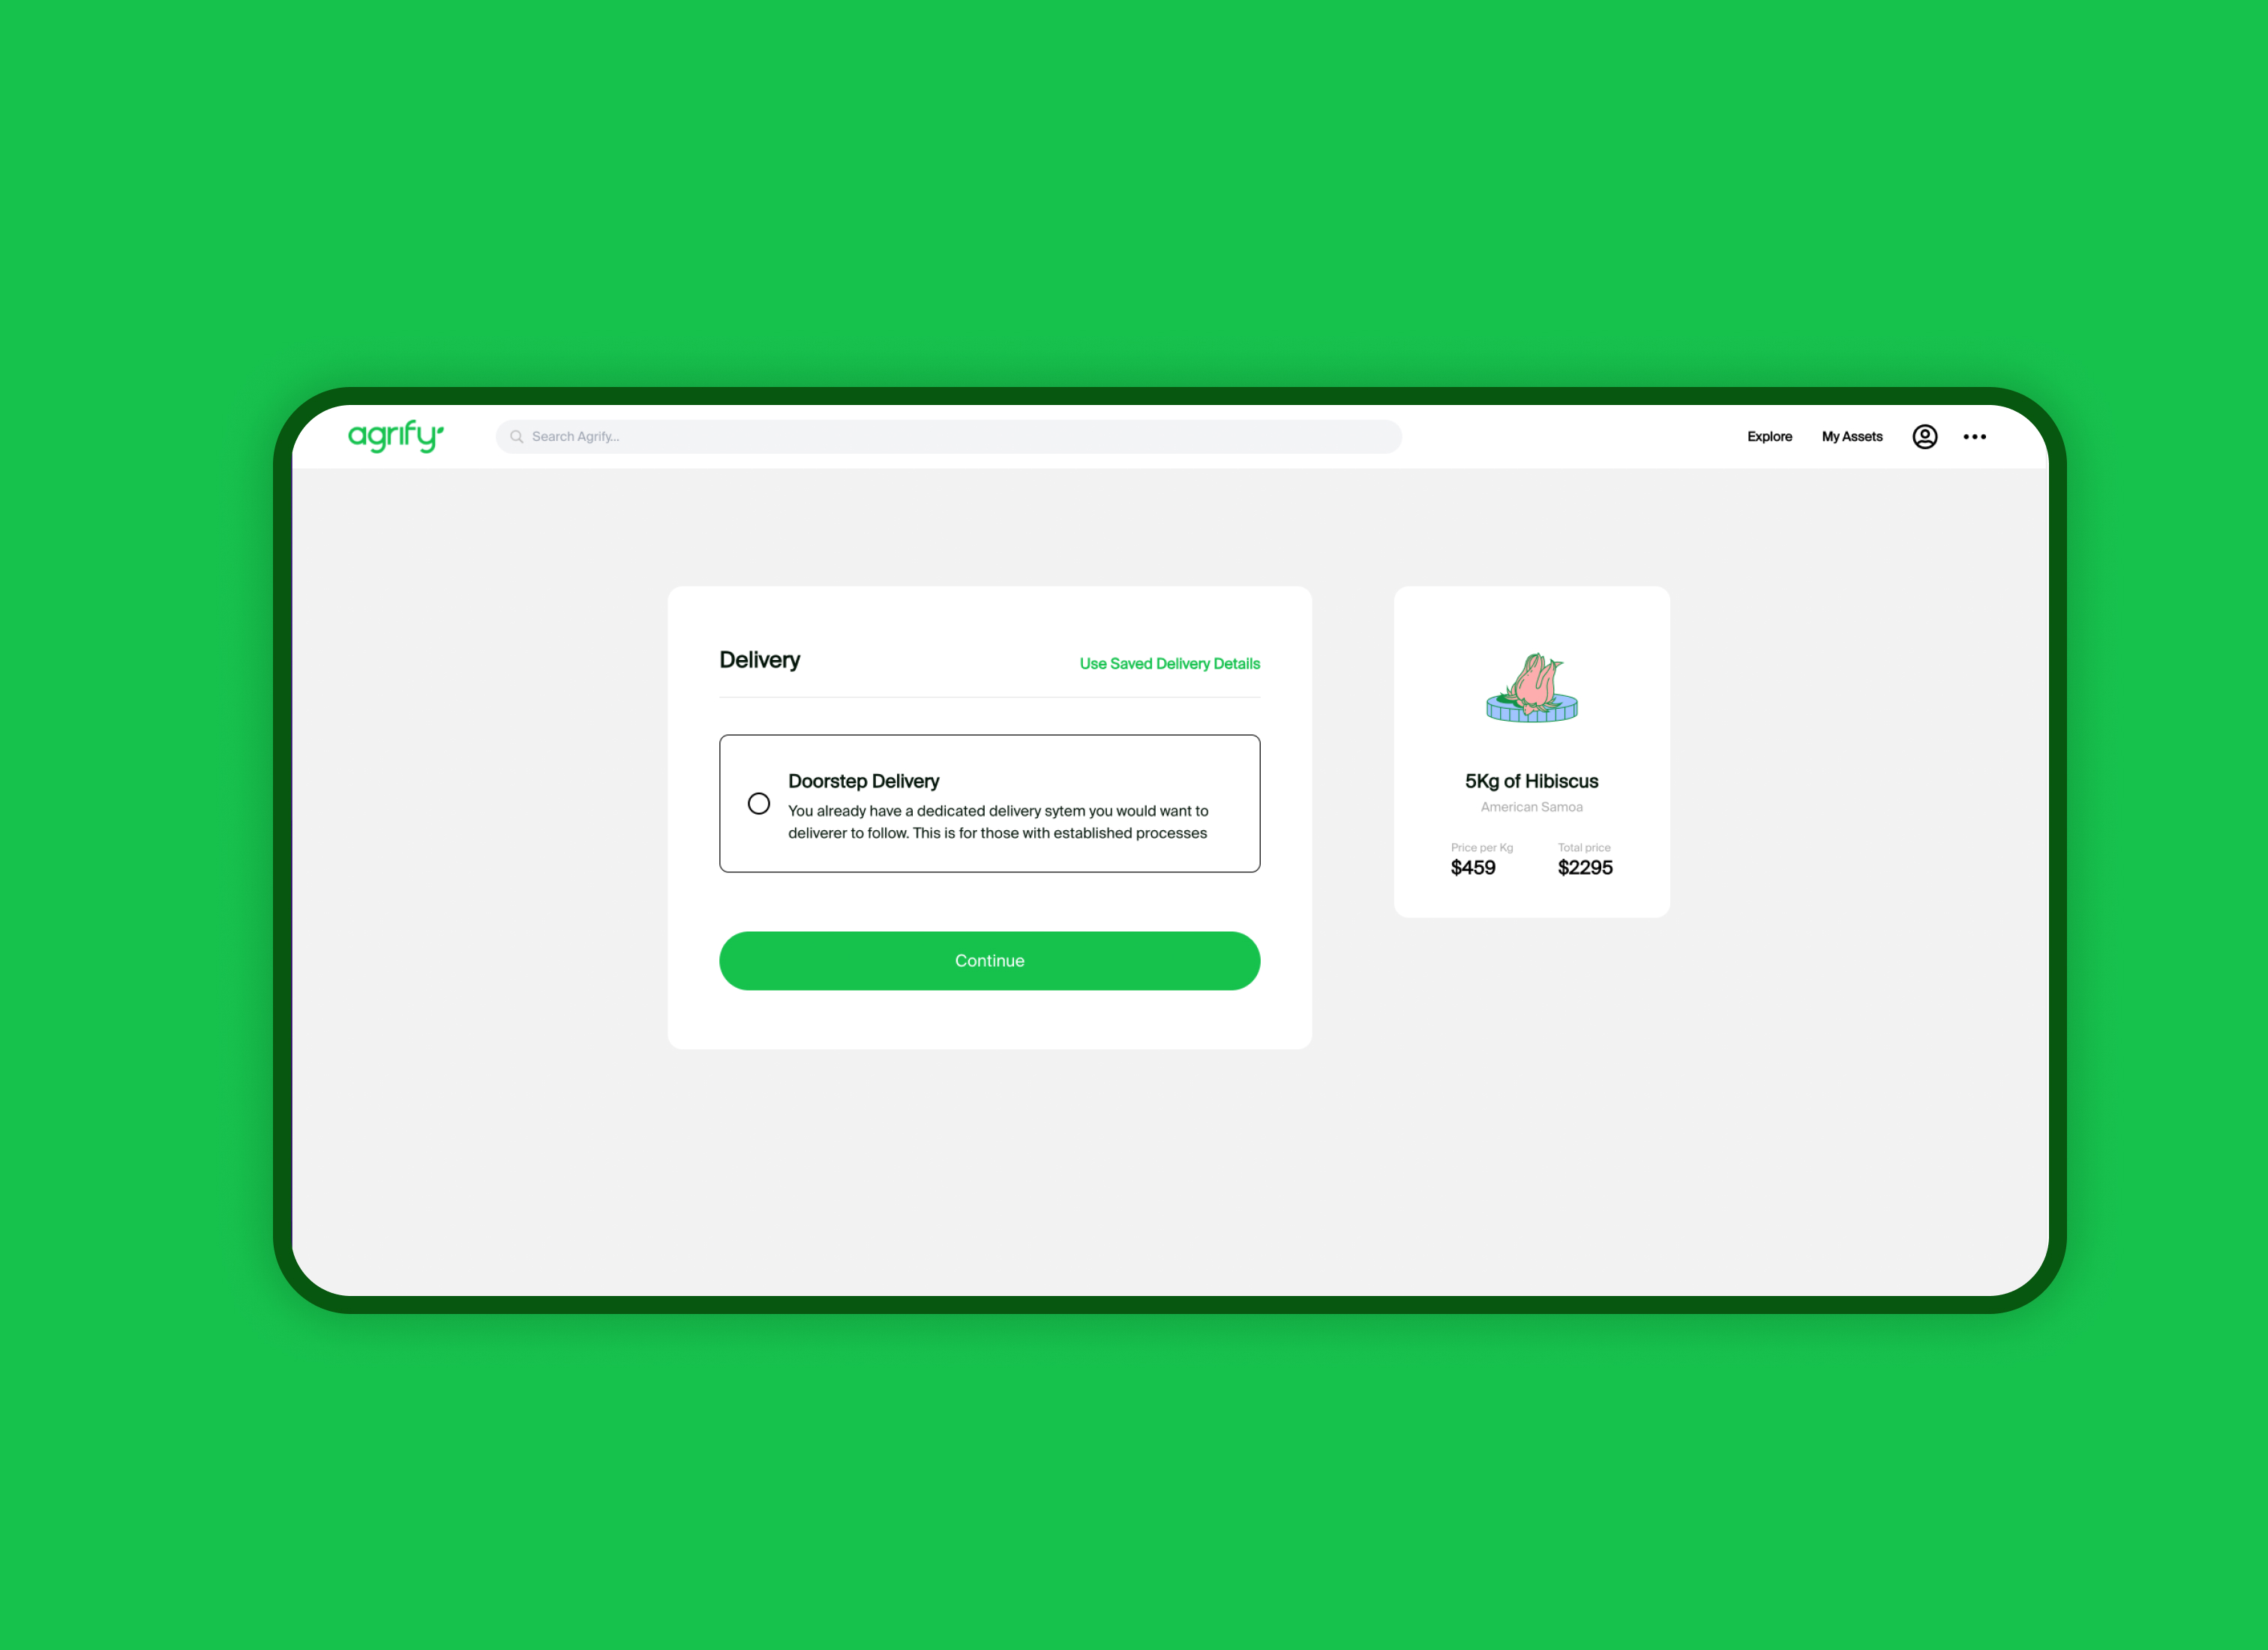 agrify
Search Agrify...
Explore
My Assets
Delivery
Use Saved Delivery Details
Doorstep Delivery
You already have a dedicated delivery sytem you would want to
deliverer to follow. This is for those with established processes
Continue
5Kg of Hibiscus
American Samoa
Price per Kg
$459
Total price
$2295